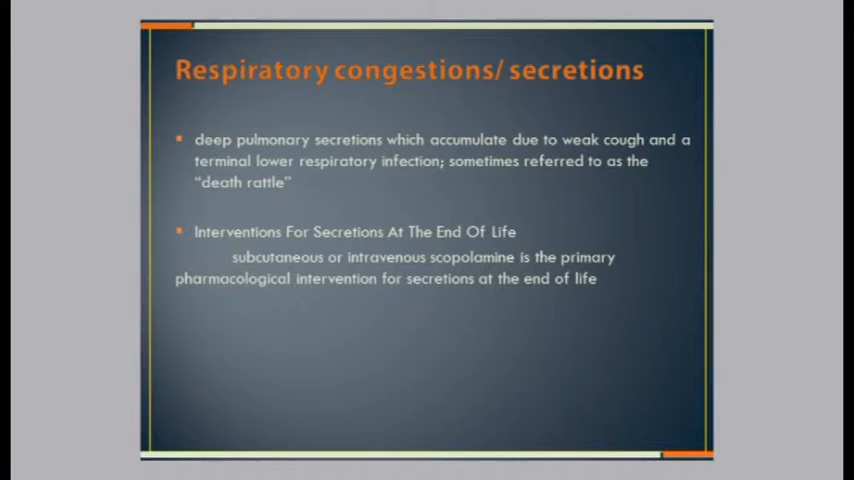 Respiratory congestions/ secretions
deep pulmonary secretions which accumulate due to weak cough and a
terminal lower respiratory infection; sometimes referred to as the
“death rattle”
Interventions For Secretions At The End Of Life
subcutaneous or intravenous scopolamine is the primary
pharmacological intervention for secretions at the end of life